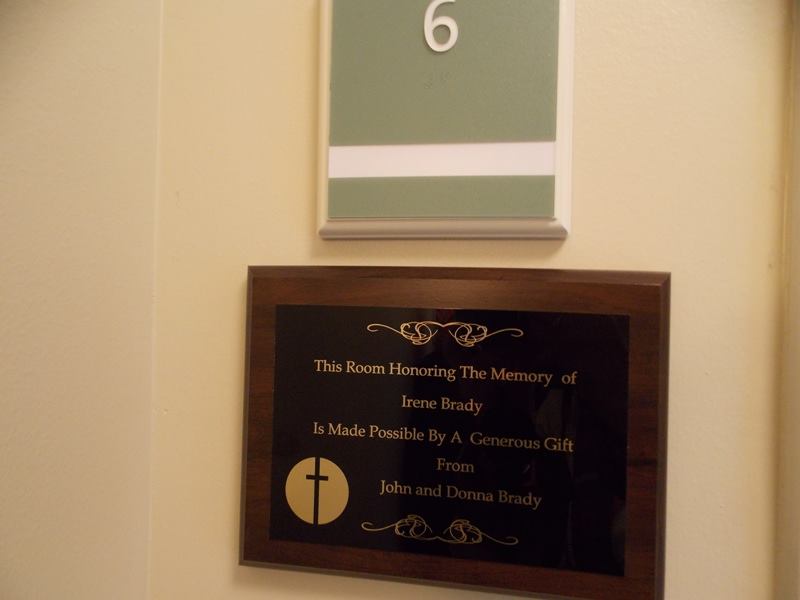 6
This Room Honoring The Memory of
Irene Brady
Is Made Possible By A Generous Gift
From
John and Donna Brady